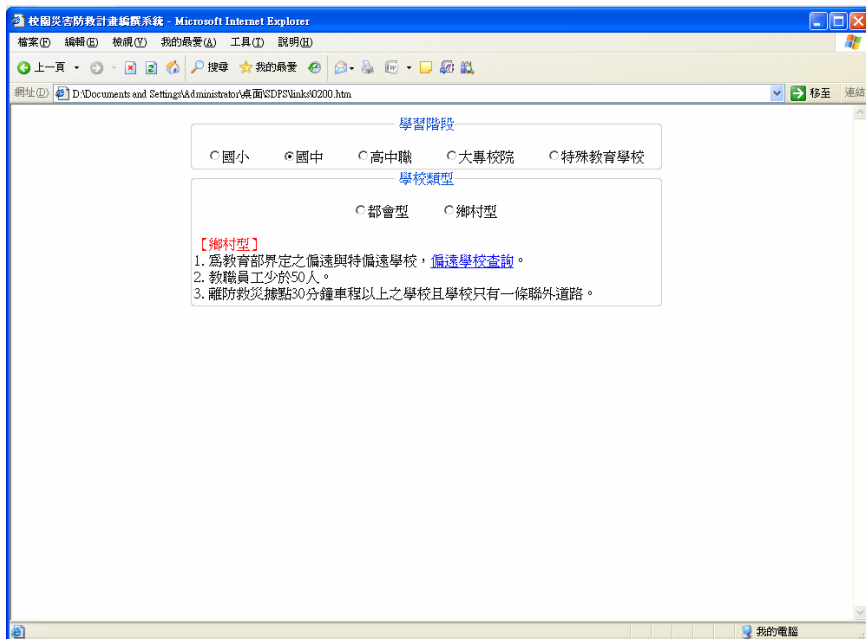 校園災害防救計畫編撰系統 - Microsoft Internet Explorer
檔案(F) 編輯(E) 檢視(V) 我的最愛(A) 工具(T) 說明(H)
上一頁 搜尋 我的最愛
網址(D) D:\Documents and Settings\Administrator\桌面\SDPS\links\0200.htm 移至 連結
學習階段
國小 國中 高中職 大專校院 特殊教育學校
學校類型
都會型 鄉村型
【鄉村型】
1. 為教育部界定之偏遠與特偏遠學校，偏遠學校查詢。
2. 教職員工少於50人。
3. 離防救災據點30分鐘車程以上之學校且學校只有一條聯外道路。
我的電腦